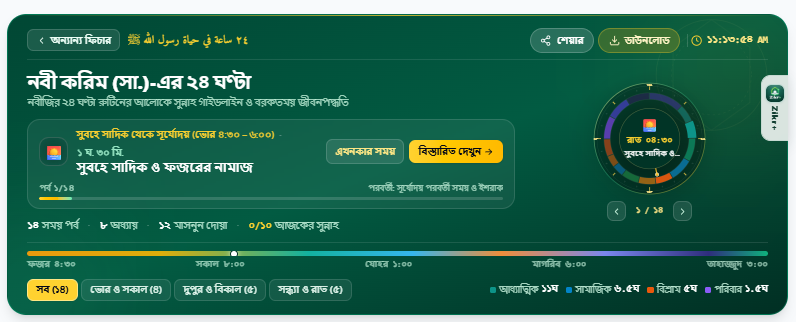 অন্যান্য ফিচার
٢٤ ساعة في حياة رسول الله ﷺ
শেয়ার
ডাউনলোড
১১:১৩:৫৪ AM
নবী করিম (সা.)-এর ২৪ ঘণ্টা
নবীজির ২৪ ঘণ্টা রুটিনের আলোকে সুন্নাহ গাইডলাইন ও বরকতময় জীবনপদ্ধতি
সুবহে সাদিক থেকে সূর্যোদয় (ভোর ৪:৩০ – ৬:০০) ·
১ ঘ. ৩০ মি.
সুবহে সাদিক ও ফজরের নামাজ
এখনকার সময়
বিস্তারিত দেখুন →
পর্ব ১/১৪
পরবর্তী: সূর্যোদয় পরবর্তী সময় ও ইশরাক
রাত ০৪:৩০
সুবহে সাদিক ও...
১ / ১৪
Zikr+
১৪ সময় পর্ব · ৮ অধ্যায় · ১২ মাসনুন দোয়া · ০/১০ আজকের সুন্নাহ
ফজর ৪:৩০
সকাল ৮:০০
যোহর ১:০০
মাগরিব ৬:০০
তাহাজ্জুদ ৩:০০
সব (১৪)
ভোর ও সকাল (৪)
দুপুর ও বিকাল (৫)
সন্ধ্যা ও রাত (৫)
আধ্যাত্মিক ১১ঘ
সামাজিক ৬.৫ঘ
বিশ্রাম ৫ঘ
পরিবার ১.৫ঘ